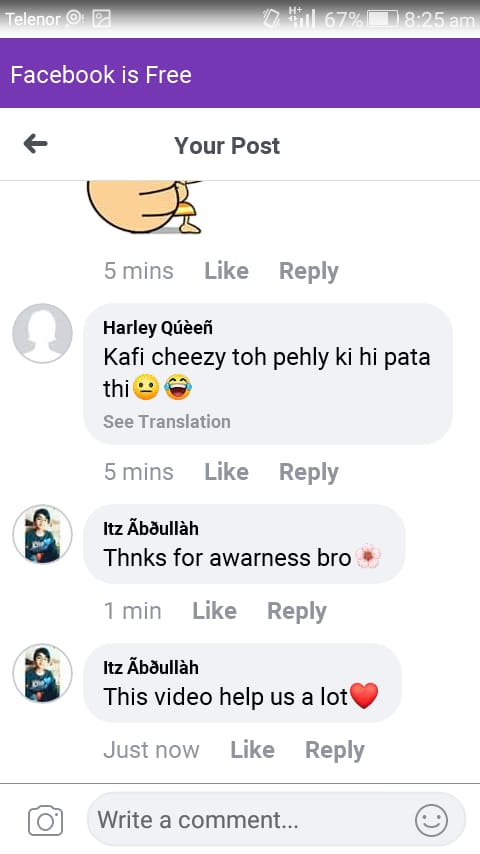 Telenor 67% 8:25 am
Facebook is Free
Your Post
5 mins Like Reply
Harley Qúèeñ
Kafi cheezy toh pehly ki hi pata
thi😐😂
See Translation
5 mins Like Reply
Itz Ãbðullàh
Thnks for awarness bro🌸
1 min Like Reply
Itz Ãbðullàh
This video help us a lot❤️
Just now Like Reply
Write a comment...